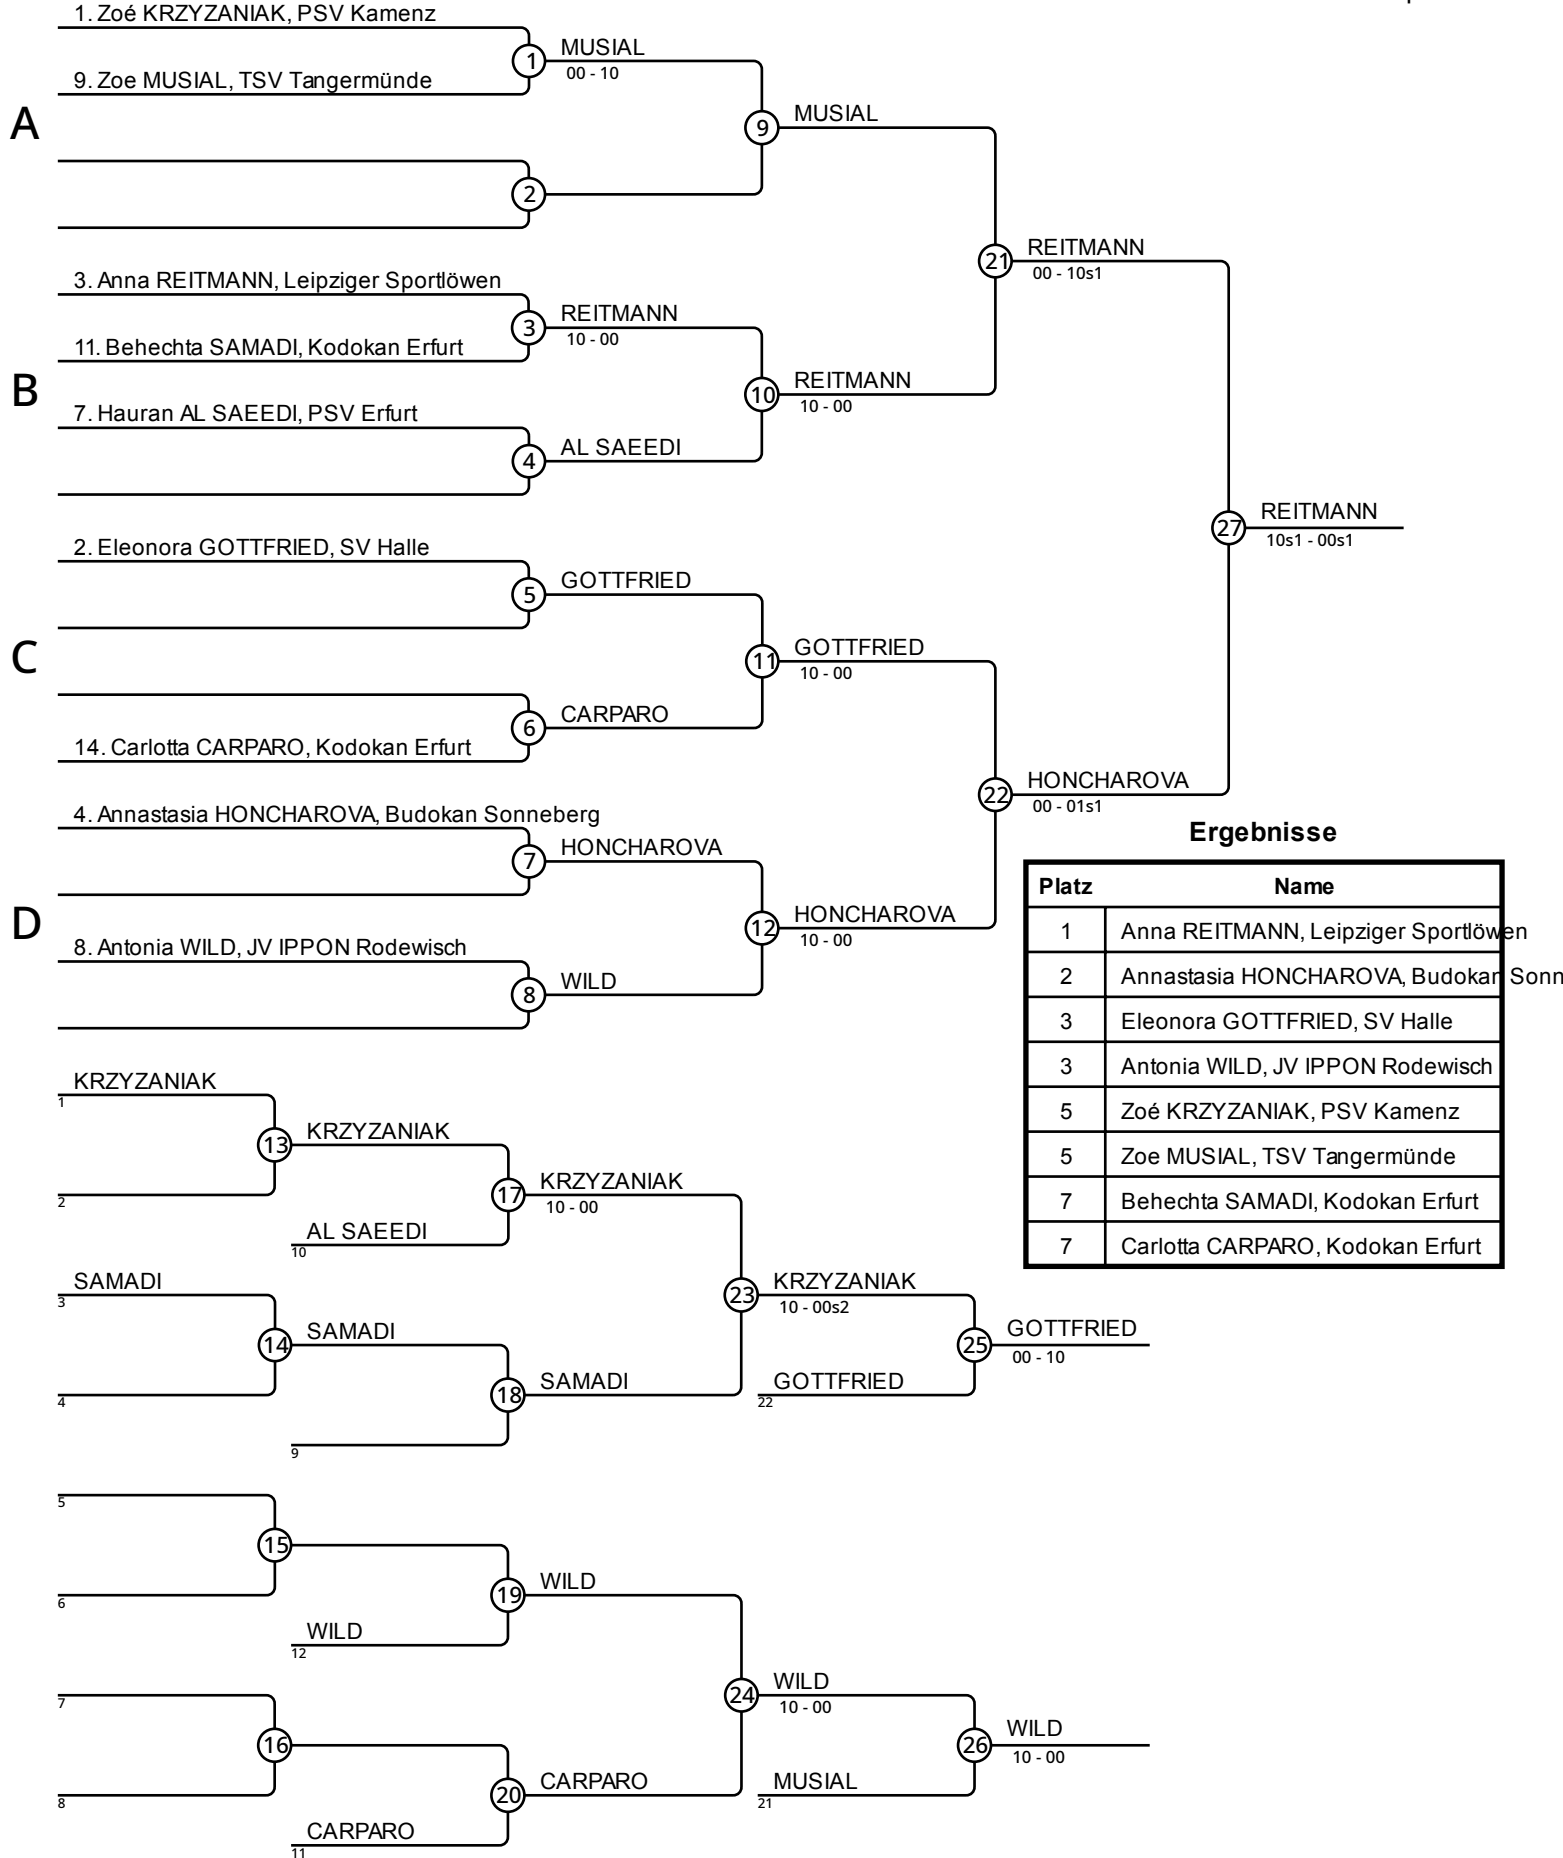 1. Zoé KRZYZANIAK, PSV Kamenz
1
MUSIAL
00 - 10
9. Zoe MUSIAL, TSV Tangermünde
A
9
MUSIAL
2
3. Anna REITMANN, Leipziger Sportlöwen
21
REITMANN
00 - 10s1
3
REITMANN
10 - 00
11. Behechta SAMADI, Kodokan Erfurt
B
10
REITMANN
10 - 00
7. Hauran AL SAEEDI, PSV Erfurt
4
AL SAEEDI
27
REITMANN
10s1 - 00s1
2. Eleonora GOTTFRIED, SV Halle
5
GOTTFRIED
C
11
GOTTFRIED
10 - 00
6
CARPARO
14. Carlotta CARPARO, Kodokan Erfurt
22
HONCHAROVA
00 - 01s1
4. Annastasia HONCHAROVA, Budokan Sonneberg
7
HONCHAROVA
D
12
HONCHAROVA
10 - 00
8. Antonia WILD, JV IPPON Rodewisch
8
WILD
Ergebnisse
Platz Name
1 Anna REITMANN, Leipziger Sportlöwen
2 Annastasia HONCHAROVA, Budokan Sonn
3 Eleonora GOTTFRIED, SV Halle
3 Antonia WILD, JV IPPON Rodewisch
5 Zoé KRZYZANIAK, PSV Kamenz
5 Zoe MUSIAL, TSV Tangermünde
7 Behechta SAMADI, Kodokan Erfurt
7 Carlotta CARPARO, Kodokan Erfurt
KRZYZANIAK
1
13
KRZYZANIAK
2
17
KRZYZANIAK
10 - 00
AL SAEEDI
10
SAMADI
3
23
KRZYZANIAK
10 - 00s2
14
SAMADI
25
GOTTFRIED
00 - 10
4
18
SAMADI
GOTTFRIED
22
9
5
15
6
19
WILD
WILD
12
7
24
WILD
10 - 00
16
26
WILD
10 - 00
8
20
CARPARO
MUSIAL
21
CARPARO
11